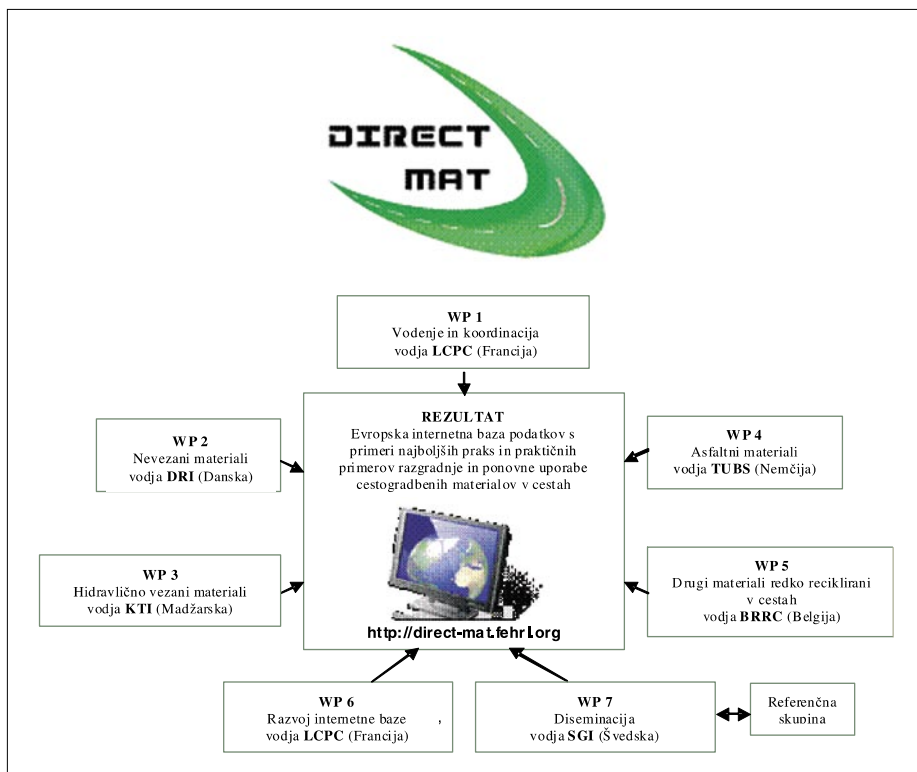 DIRECT
MAT
WP 1
Vodenje in koordinacija
vodja LCPC (Francija)
REZULTAT
Evropska internetna baza podatkov s
primeri najboljših praks in praktičnih
primerov razgradnje in ponovne uporabe
cestogradbenih materialov v cestah
http://direct-mat.fehrl.org
WP 2
Nevezani materiali
vodja DRI (Danska)
WP 4
Asfaltni materiali
vodja TUBS (Nemčija)
WP 3
Hidravlično vezani materiali
vodja KTI (Madžarska)
WP 5
Drugi materiali redko reciklirani
v cestah
vodja BRRC (Belgija)
WP 6
Razvoj internetne baze ,
vodja LCPC (Francija)
WP 7
Diseminacija
vodja SGI (Švedska)
Referenčna
skupina